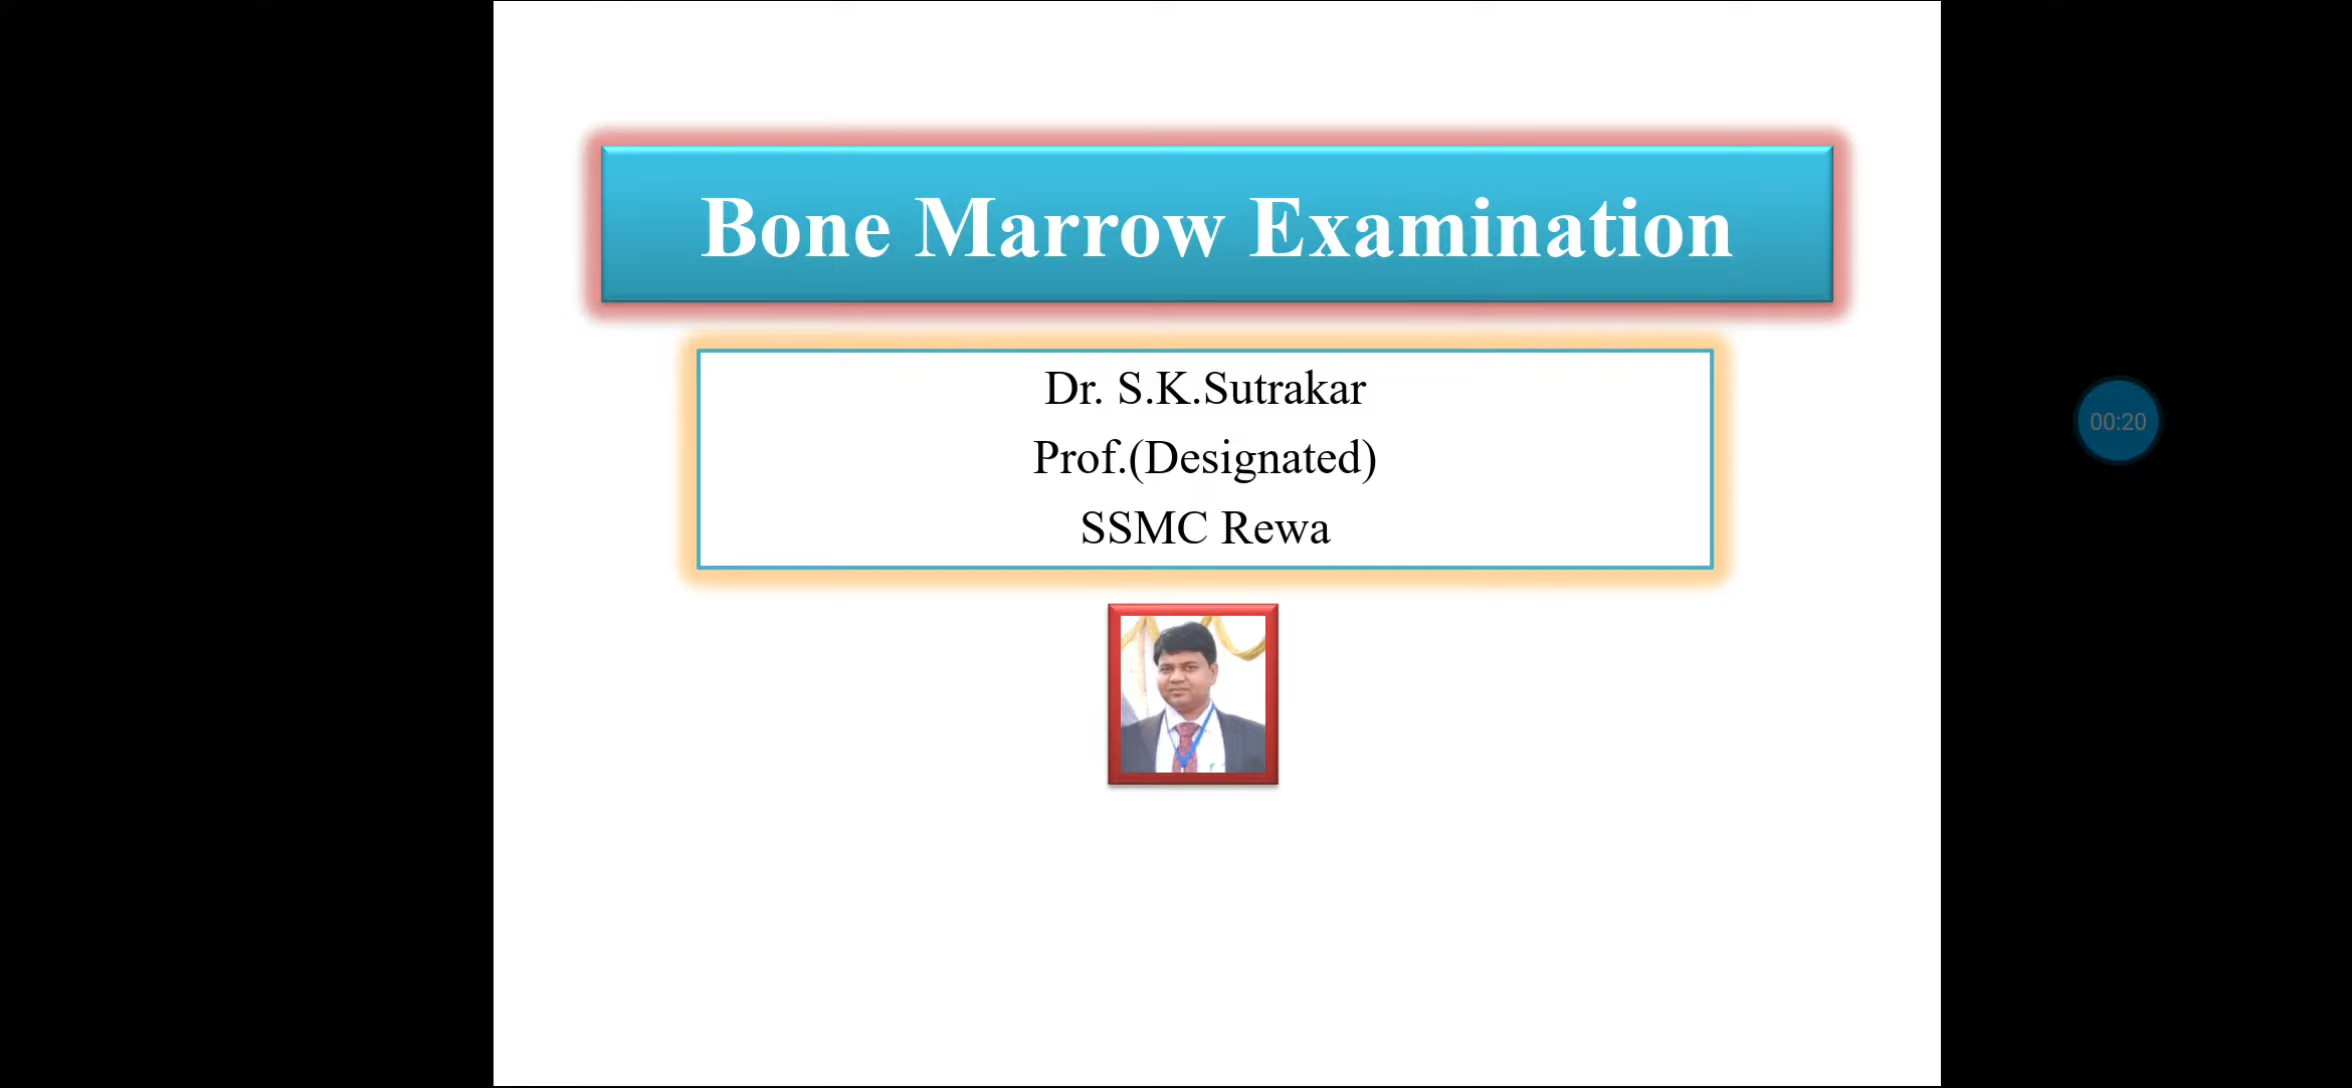 Bone Marrow Examination
Dr. S.K.Sutrakar
Prof.(Designated)
SSMC Rewa
00:20